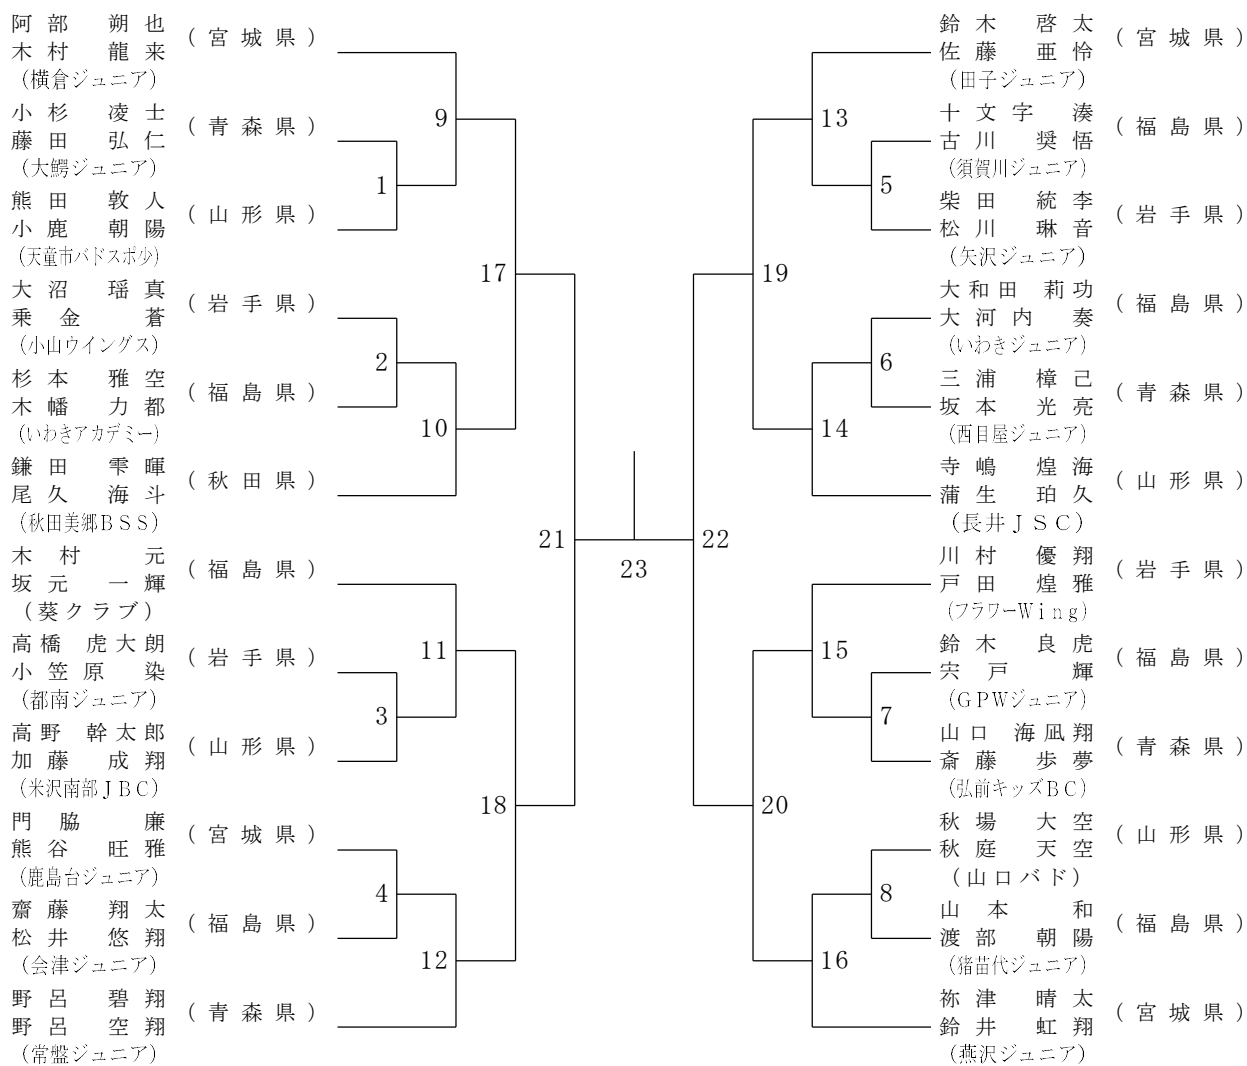 阿部 朔也
木村 龍来
(宮城県)
(横倉ジュニア)
小杉 凌士
藤田 弘仁
(青森県)
(大鰐ジュニア)
熊田 敦人
小鹿 朝陽
(山形県)
(天童市バドスポ少)
大沼 瑶真
乗金 蒼
(岩手県)
(小山ウイングス)
杉本 雅空
木幡 力都
(福島県)
(いわきアカデミー)
鎌田 雫暉
尾久 海斗
(秋田県)
(秋田美郷BSS)
木村 元
坂元 一輝
(福島県)
(葵クラブ)
高橋 虎大朗
小笠原 染
(岩手県)
(都南ジュニア)
高野 幹太郎
加藤 成翔
(山形県)
(米沢南部JBC)
門脇 廉
熊谷 旺雅
(宮城県)
(鹿島台ジュニア)
齋藤 翔太
松井 悠翔
(福島県)
(会津ジュニア)
野呂 碧翔
野呂 空翔
(青森県)
(常盤ジュニア)
9
1
17
2
10
21
11
3
18
4
12
23
13
5
19
6
14
22
15
7
20
8
16
鈴木 啓太
佐藤 亜怜
(宮城県)
(田子ジュニア)
十文字 湊
古川 奨悟
(福島県)
(須賀川ジュニア)
柴田 統李
松川 琳音
(岩手県)
(矢沢ジュニア)
大和田 莉功
大河内 奏
(福島県)
(いわきジュニア)
三浦 樟己
坂本 光亮
(青森県)
(西目屋ジュニア)
寺嶋 煌海
蒲生 珀久
(山形県)
(長井JSC)
川村 優翔
戸田 煌雅
(岩手県)
(フラワーWing)
鈴木 良虎
宍戸 輝
(福島県)
(GPWジュニア)
山口 海凪翔
斎藤 歩夢
(青森県)
(弘前キッズBC)
秋場 大空
秋庭 天空
(山形県)
(山口バド)
山本 和
渡部 朝陽
(福島県)
(猪苗代ジュニア)
祢津 晴太
鈴井 虹翔
(宮城県)
(燕沢ジュニア)